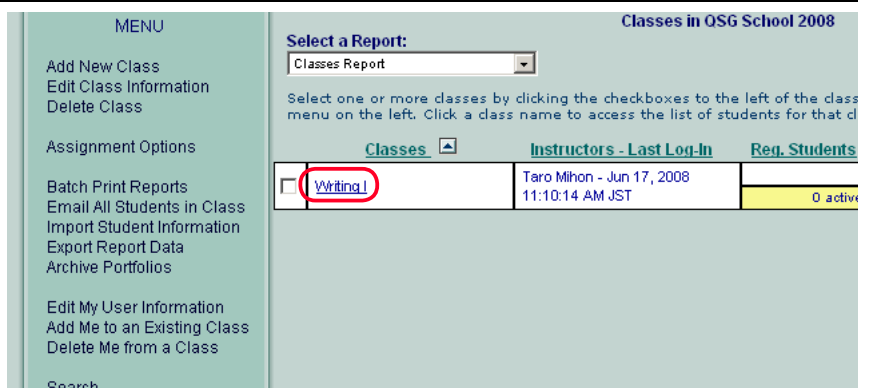 MENU
Add New Class
Edit Class Information
Delete Class
Assignment Options
Batch Print Reports
Email All Students in Class
Import Student Information
Export Report Data
Archive Portfolios
Edit My User Information
Add Me to an Existing Class
Delete Me from a Class
Search
Classes in QSG School 2008
Select a Report:
Classes Report
Select one or more classes by clicking the checkboxes to the left of the class
menu on the left. Click a class name to access the list of students for that cl
Classes Instructors - Last Log-In Reg. Students
Writing I Taro Mihon - Jun 17, 2008
11:10:14 AM JST
0 active